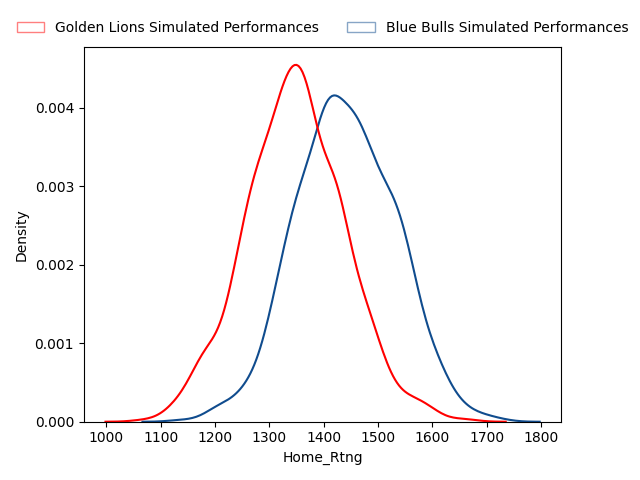 Golden Lions Simulated Performances Blue Bulls Simulated Performances
0.004
0.003
0.002
0.001
0.000
Density
1000 1100 1200 1300 1400 1500 1600 1700 1800
Home_Rtng